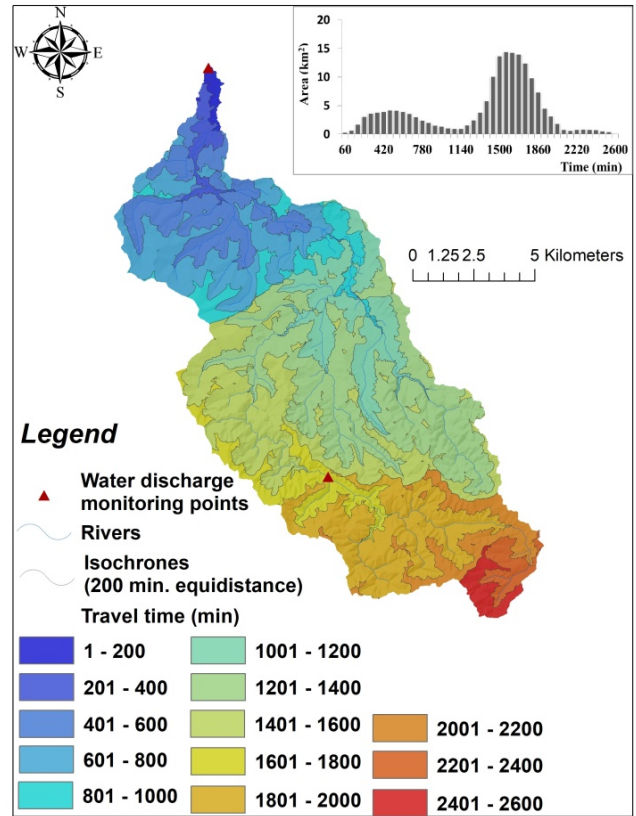 N
W E
S
Area (km²)
20
15
10
5
0
60 420 780 1140 1500 1860 2220 2600
Time (min)
0 1.25 2.5 5 Kilometers
Legend
Water discharge
monitoring points
Rivers
Isochrones
(200 min. equidistance)
Travel time (min)
1 - 200
201 - 400
401 - 600
601 - 800
801 - 1000
1001 - 1200
1201 - 1400
1401 - 1600
1601 - 1800
1801 - 2000
2001 - 2200
2201 - 2400
2401 - 2600